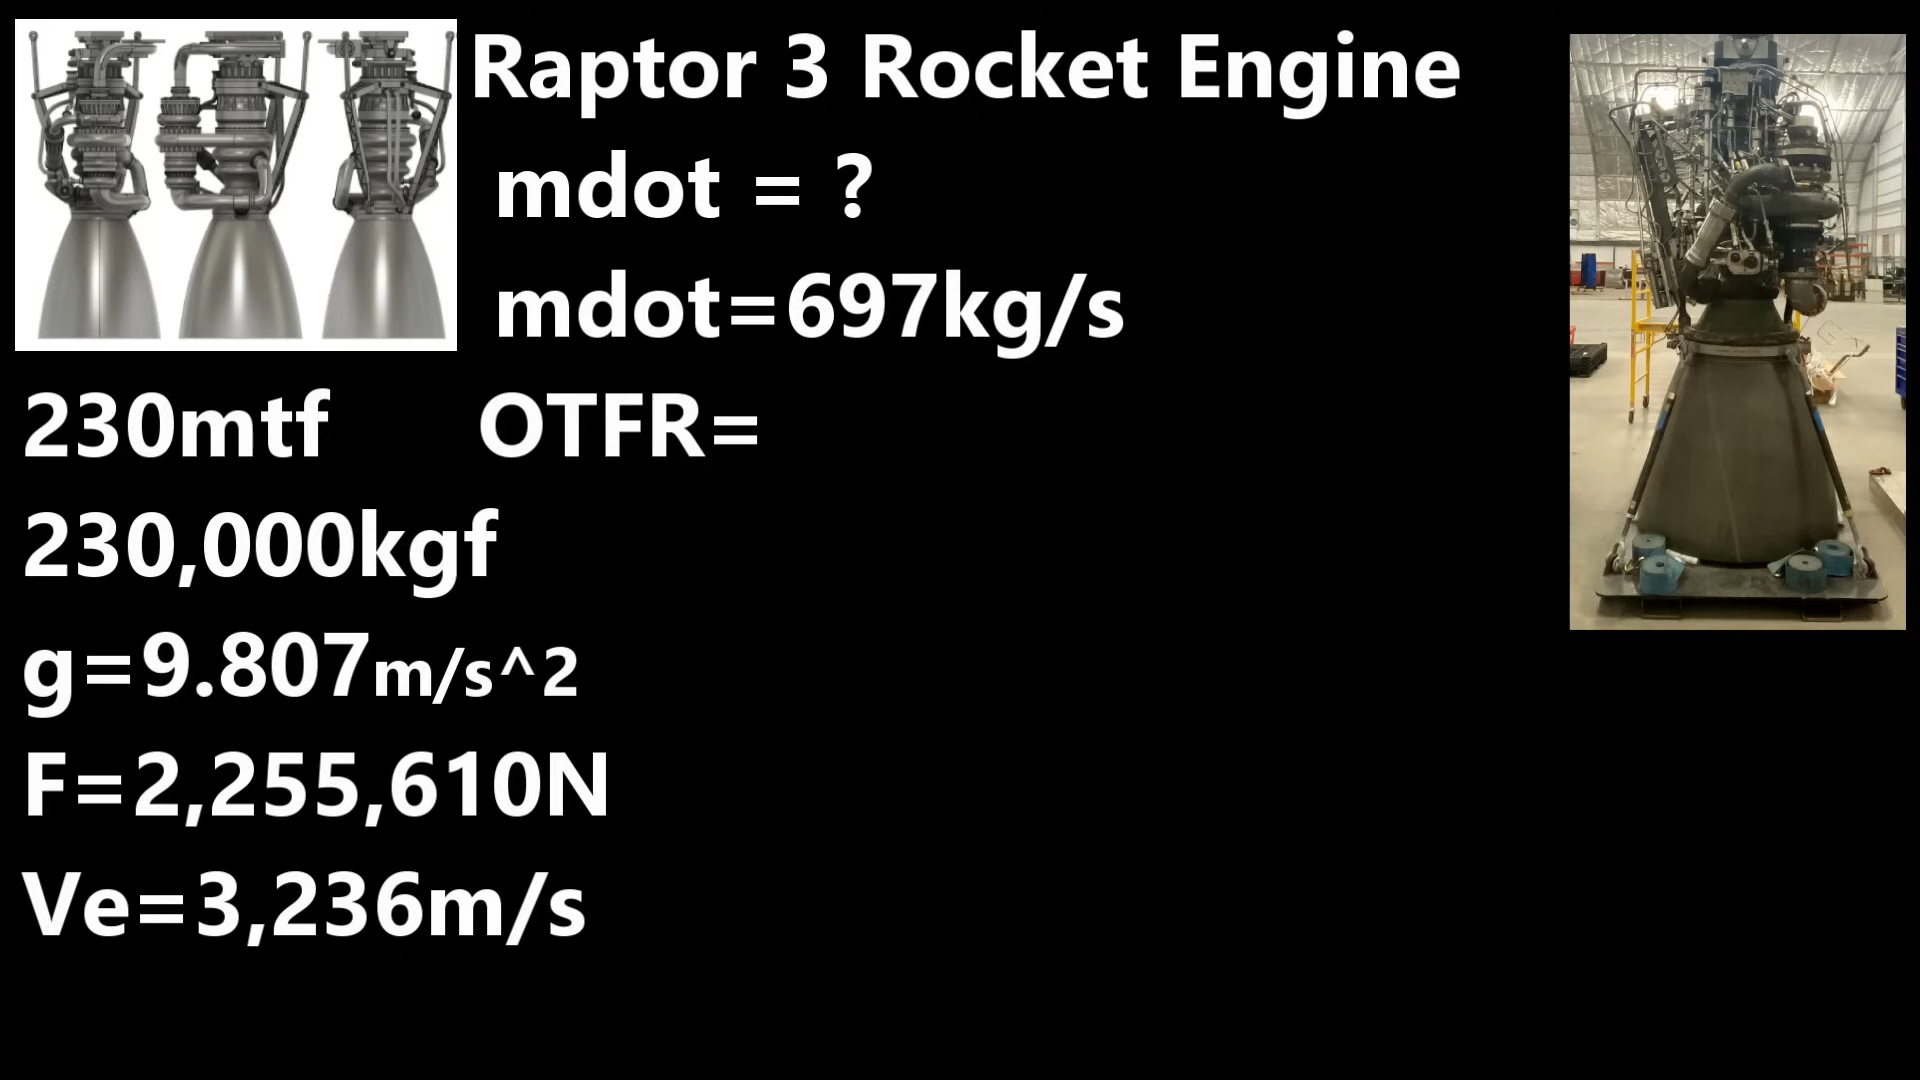 Raptor 3 Rocket Engine
mdot = ?
mdot=697kg/s
230mtf OTFR=
230,000kgf
g=9.807m/s^2
F=2,255,610N
Ve=3,236m/s